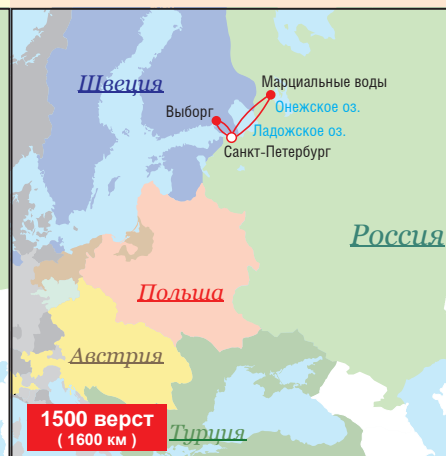 Швеция
Марциальные воды
Онежское оз.
Выборг
Ладожское оз.
Санкт-Петербург
Россия
Польша
Австрия
1500 верст
( 1600 км )
Турция